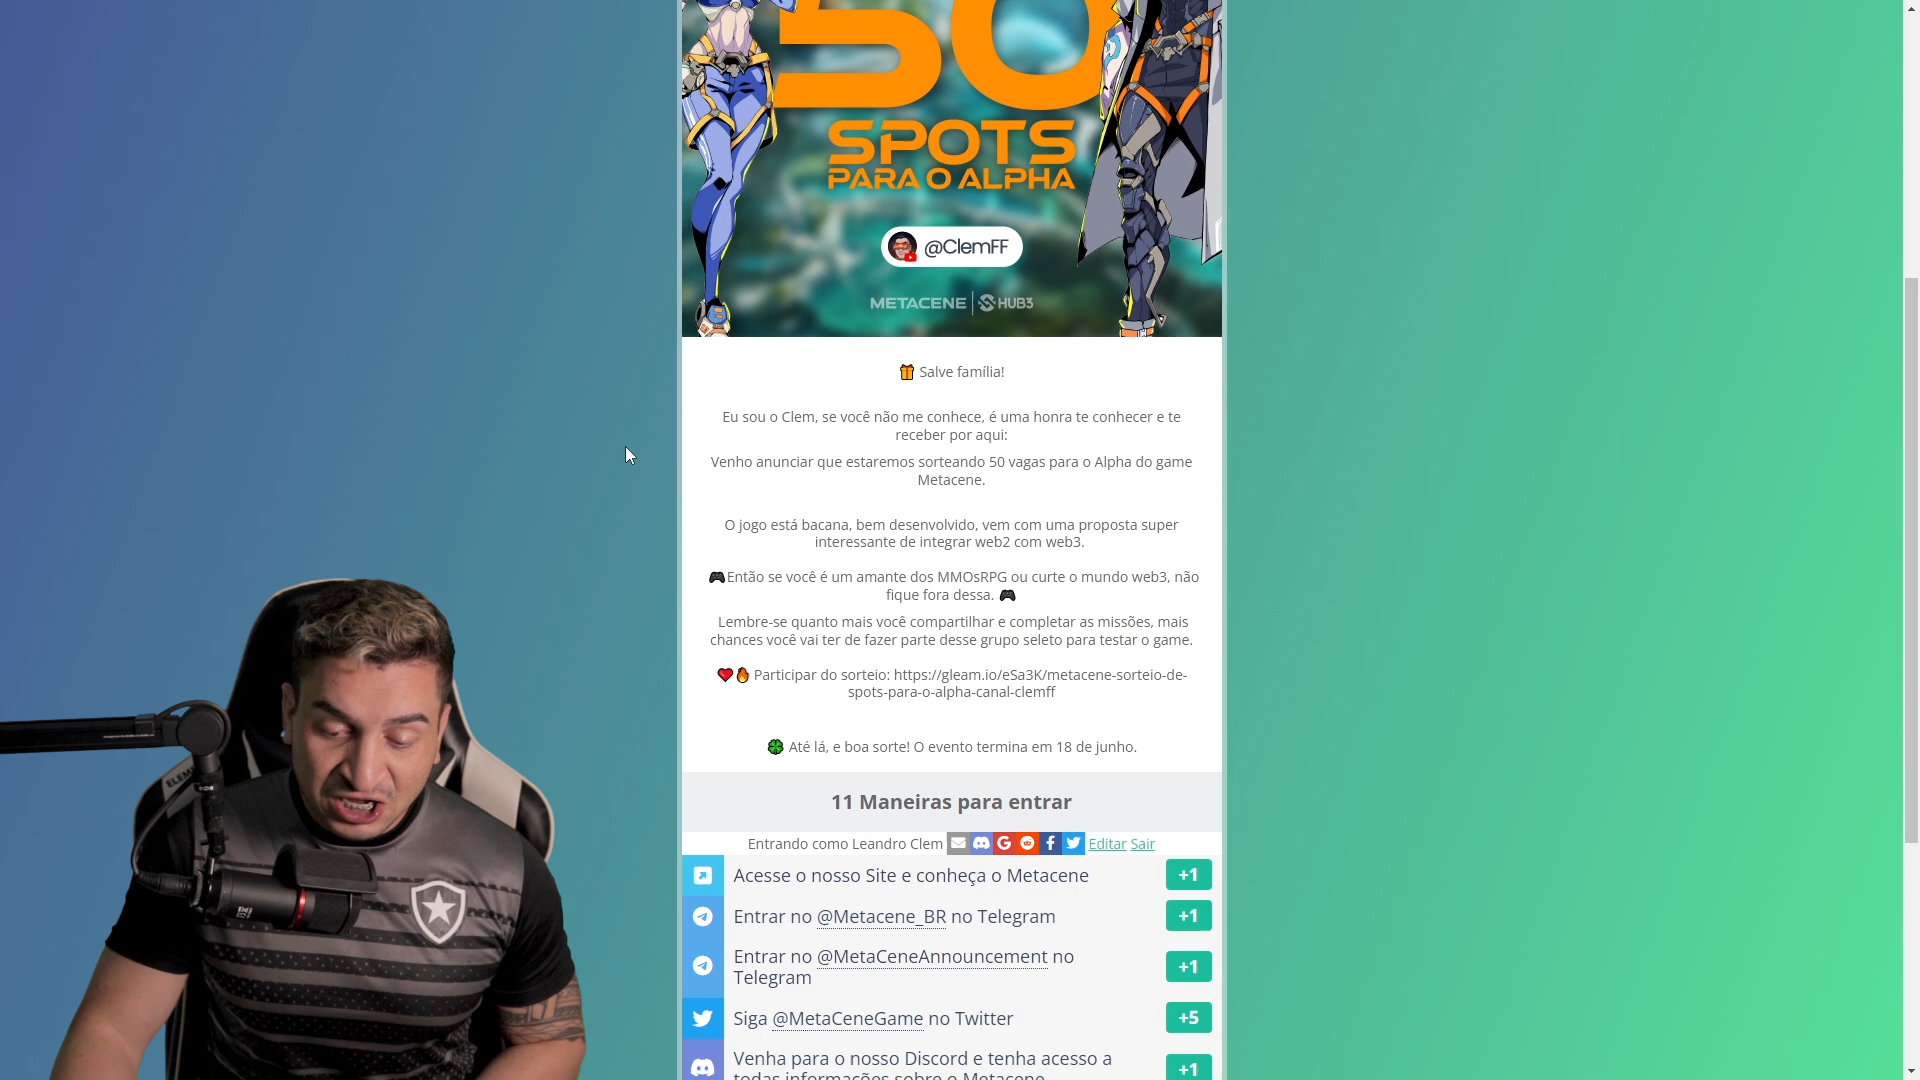 50
SPOTS
PARA O ALPHA
@ClemFF
METACENE | HUB3
Salve família!
Eu sou o Clem, se você não me conhece, é uma honra te conhecer e te
receber por aqui:
Venho anunciar que estaremos sorteando 50 vagas para o Alpha do game
Metacene.
O jogo está bacana, bem desenvolvido, vem com uma proposta super
interessante de integrar web2 com web3.
Então se você é um amante dos MMOsRPG ou curte o mundo web3, não
fique fora dessa.
Lembre-se quanto mais você compartilhar e completar as missões, mais
chances você vai ter de fazer parte desse grupo seleto para testar o game.
Participar do sorteio: https://gleam.io/eSa3K/metacene-sorteio-de-
spots-para-o-alpha-canal-clemff
Até lá, e boa sorte! O evento termina em 18 de junho.
11 Maneiras para entrar
Entrando como Leandro Clem Editar Sair
Acesse o nosso Site e conheça o Metacene +1
Entrar no @Metacene_BR no Telegram +1
Entrar no @MetaCeneAnnouncement no
Telegram +1
Siga @MetaCeneGame no Twitter +5
Venha para o nosso Discord e tenha acesso a
todas informações sobre o Metacene +1